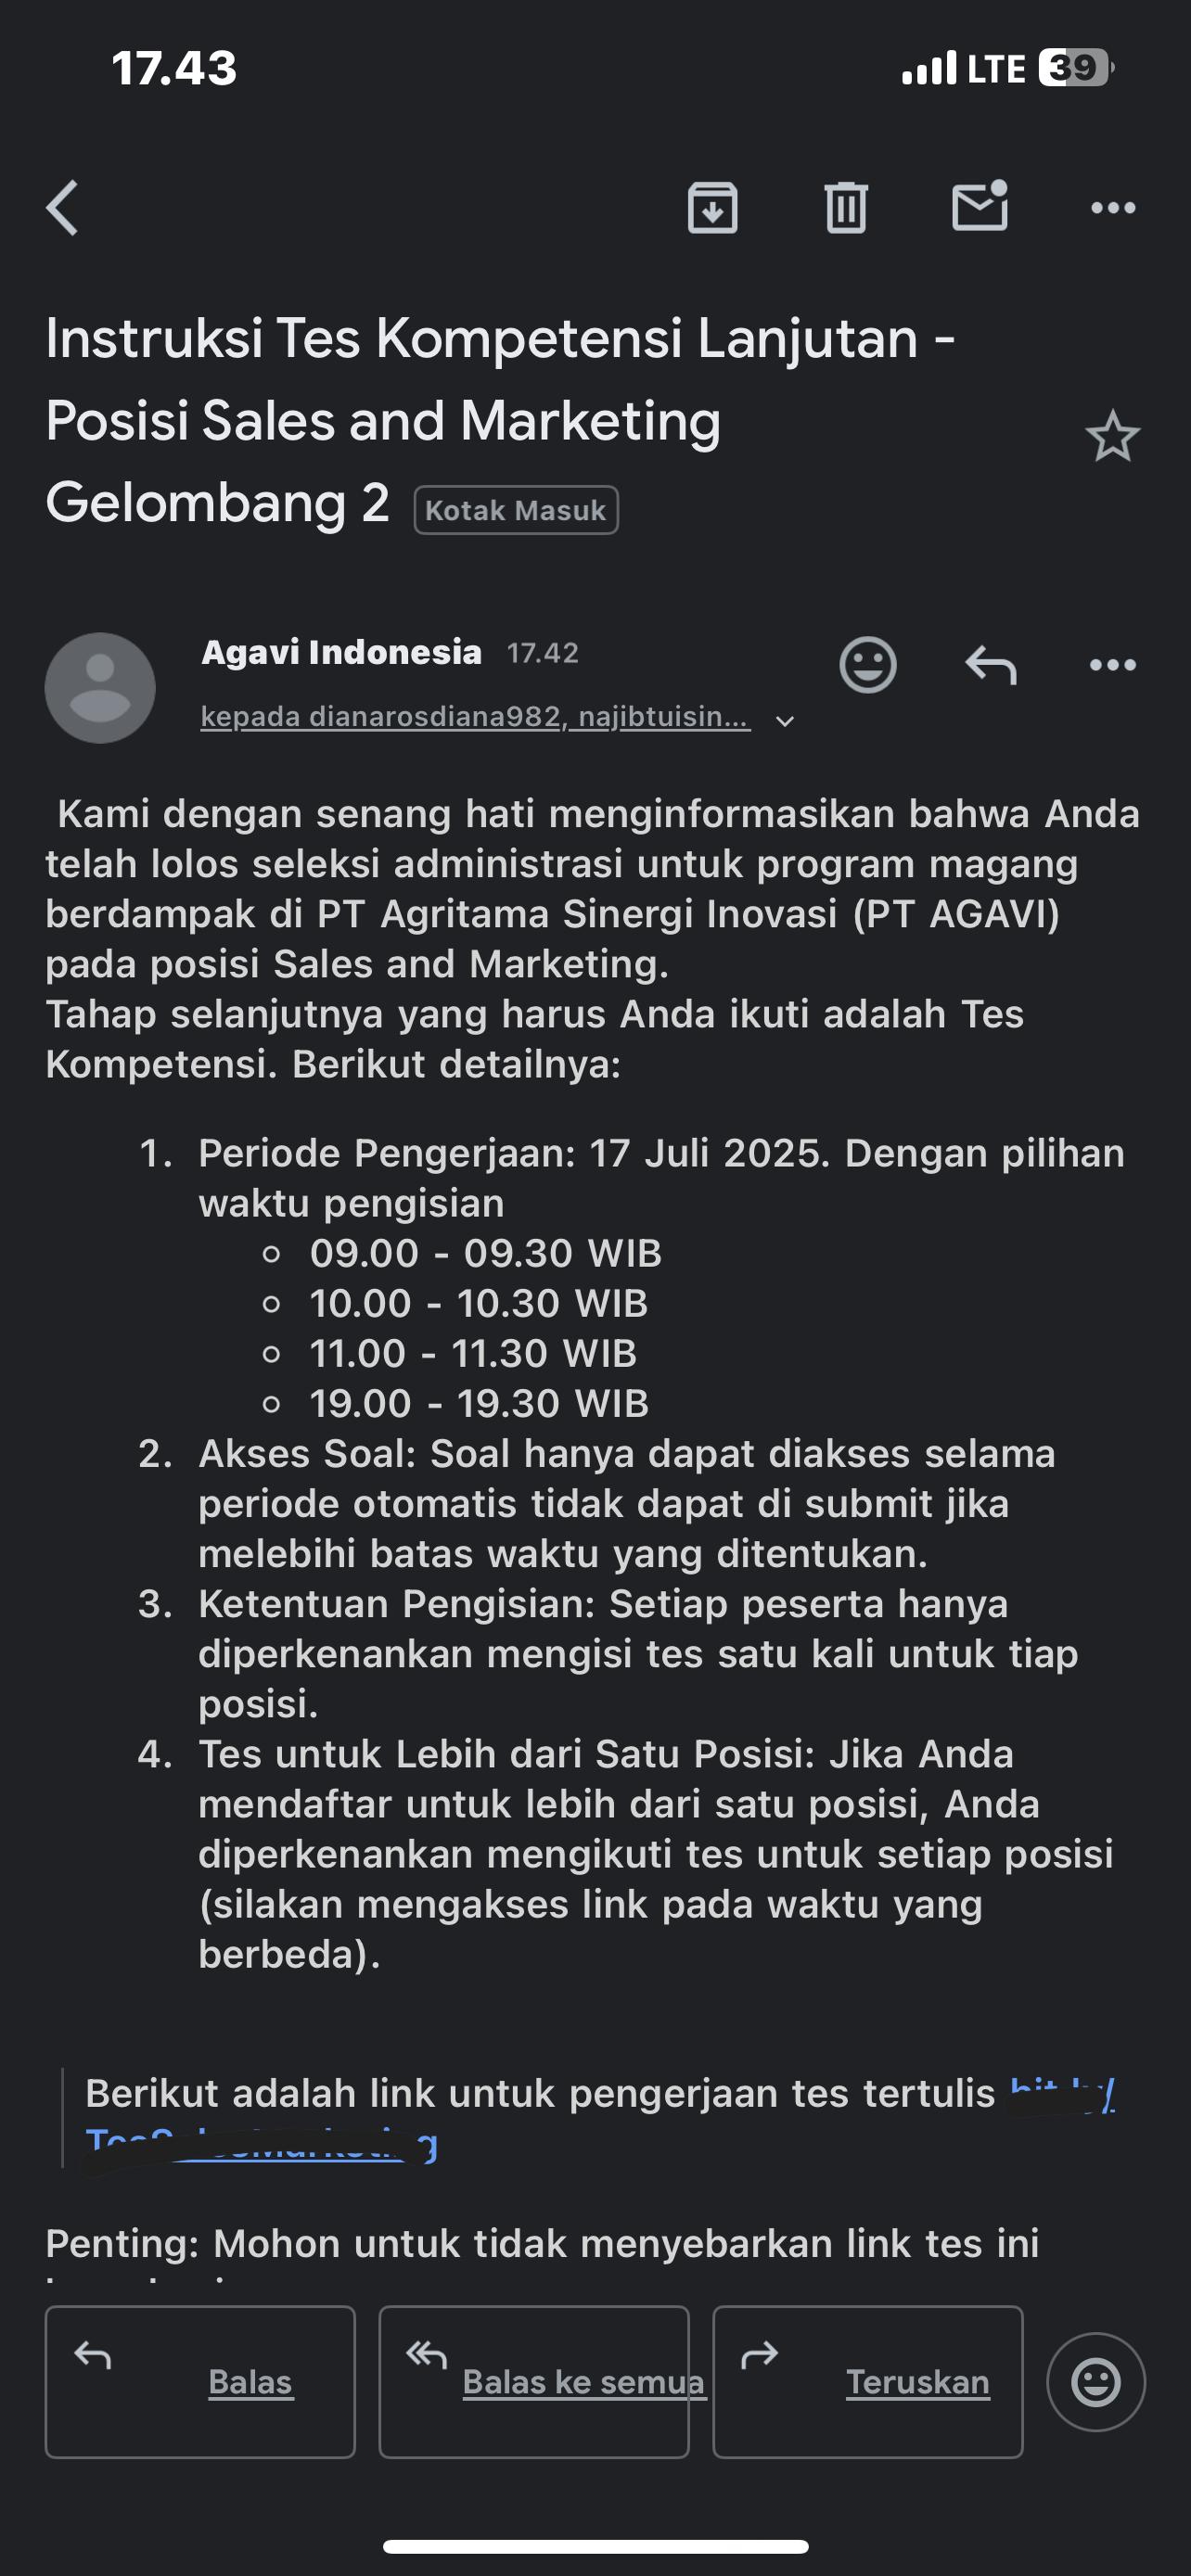 17.43
LTE 39
Instruksi Tes Kompetensi Lanjutan -
Posisi Sales and Marketing
Gelombang 2 Kotak Masuk
Agavi Indonesia 17.42
kepada dianarosdiana982, najibtuisin...
Kami dengan senang hati menginformasikan bahwa Anda
telah lolos seleksi administrasi untuk program magang
berdampak di PT Agritama Sinergi Inovasi (PT AGAVI)
pada posisi Sales and Marketing.
Tahap selanjutnya yang harus Anda ikuti adalah Tes
Kompetensi. Berikut detailnya:
1. Periode Pengerjaan: 17 Juli 2025. Dengan pilihan
waktu pengisian
○ 09.00 - 09.30 WIB
○ 10.00 - 10.30 WIB
○ 11.00 - 11.30 WIB
○ 19.00 - 19.30 WIB
2. Akses Soal: Soal hanya dapat diakses selama
periode otomatis tidak dapat di submit jika
melebihi batas waktu yang ditentukan.
3. Ketentuan Pengisian: Setiap peserta hanya
diperkenankan mengisi tes satu kali untuk tiap
posisi.
4. Tes untuk Lebih dari Satu Posisi: Jika Anda
mendaftar untuk lebih dari satu posisi, Anda
diperkenankan mengikuti tes untuk setiap posisi
(silakan mengakses link pada waktu yang
berbeda).
Berikut adalah link untuk pengerjaan tes tertulis
Penting: Mohon untuk tidak menyebarkan link tes ini
Balas
Balas ke semua
Teruskan